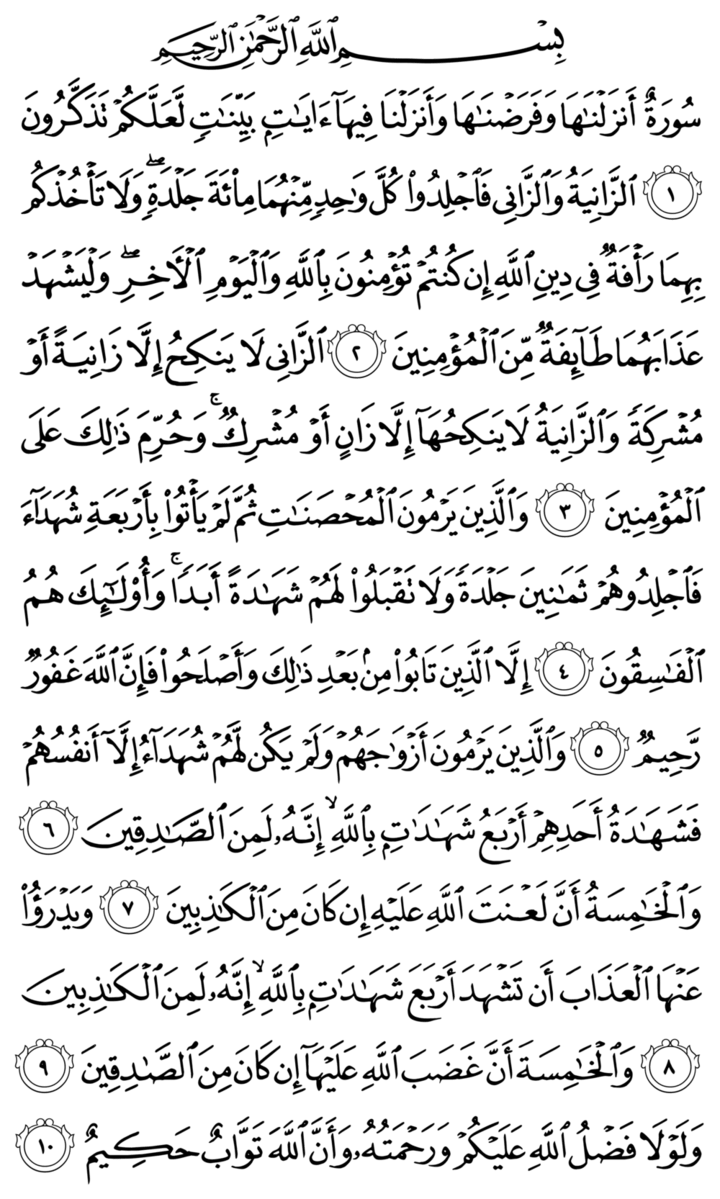 بِسْمِ ٱللَّهِ ٱلرَّحْمَٰنِ ٱلرَّحِيمِ
سُورَةٌ أَنزَلْنَٰهَا وَفَرَضْنَٰهَا وَأَنزَلْنَا فِيهَآ ءَايَٰتٍۭ بَيِّنَٰتٍ لَّعَلَّكُمْ تَذَكَّرُونَ
١ ٱلزَّانِيَةُ وَٱلزَّانِى فَٱجْلِدُوا۟ كُلَّ وَٰحِدٍ مِّنْهُمَا مِا۟ئَةَ جَلْدَةٍ ۖ وَلَا تَأْخُذْكُم
بِهِمَا رَأْفَةٌ فِى دِينِ ٱللَّهِ إِن كُنتُمْ تُؤْمِنُونَ بِٱللَّهِ وَٱلْيَوْمِ ٱلْءَاخِرِ ۖ وَلْيَشْهَدْ
عَذَابَهُمَا طَآئِفَةٌ مِّنَ ٱلْمُؤْمِنِينَ ٢ ٱلزَّانِى لَا يَنكِحُ إِلَّا زَانِيَةً أَوْ
مُشْرِكَةً وَٱلزَّانِيَةُ لَا يَنكِحُهَآ إِلَّا زَانٍ أَوْ مُشْرِكٌ ۚ وَحُرِّمَ ذَٰلِكَ عَلَى
ٱلْمُؤْمِنِينَ ٣ وَٱلَّذِينَ يَرْمُونَ ٱلْمُحْصَنَٰتِ ثُمَّ لَمْ يَأْتُوا۟ بِأَرْبَعَةِ شُهَدَآءَ
فَٱجْلِدُوهُمْ ثَمَٰنِينَ جَلْدَةً وَلَا تَقْبَلُوا۟ لَهُمْ شَهَٰدَةً أَبَدًا ۚ وَأُو۟لَٰٓئِكَ هُمُ
ٱلْفَٰسِقُونَ ٤ إِلَّا ٱلَّذِينَ تَابُوا۟ مِنۢ بَعْدِ ذَٰلِكَ وَأَصْلَحُوا۟ فَإِنَّ ٱللَّهَ غَفُورٌ
رَّحِيمٌ ٥ وَٱلَّذِينَ يَرْمُونَ أَزْوَٰجَهُمْ وَلَمْ يَكُن لَّهُمْ شُهَدَآءُ إِلَّآ أَنفُسُهُمْ
فَشَهَٰدَةُ أَحَدِهِمْ أَرْبَعُ شَهَٰدَٰتٍۭ بِٱللَّهِ ۙ إِنَّهُۥ لَمِنَ ٱلصَّٰدِقِينَ ٦
وَٱلْخَٰمِسَةُ أَنَّ لَعْنَتَ ٱللَّهِ عَلَيْهِ إِن كَانَ مِنَ ٱلْكَٰذِبِينَ ٧ وَيَدْرَؤُا۟
عَنْهَا ٱلْعَذَابَ أَن تَشْهَدَ أَرْبَعَ شَهَٰدَٰتٍۭ بِٱللَّهِ ۙ إِنَّهُۥ لَمِنَ ٱلْكَٰذِبِينَ
٨ وَٱلْخَٰمِسَةَ أَنَّ غَضَبَ ٱللَّهِ عَلَيْهَآ إِن كَانَ مِنَ ٱلصَّٰدِقِينَ ٩
وَلَوْلَا فَضْلُ ٱللَّهِ عَلَيْكُمْ وَرَحْمَتُهُۥ وَأَنَّ ٱللَّهَ تَوَّابٌ حَكِيمٌ ١٠